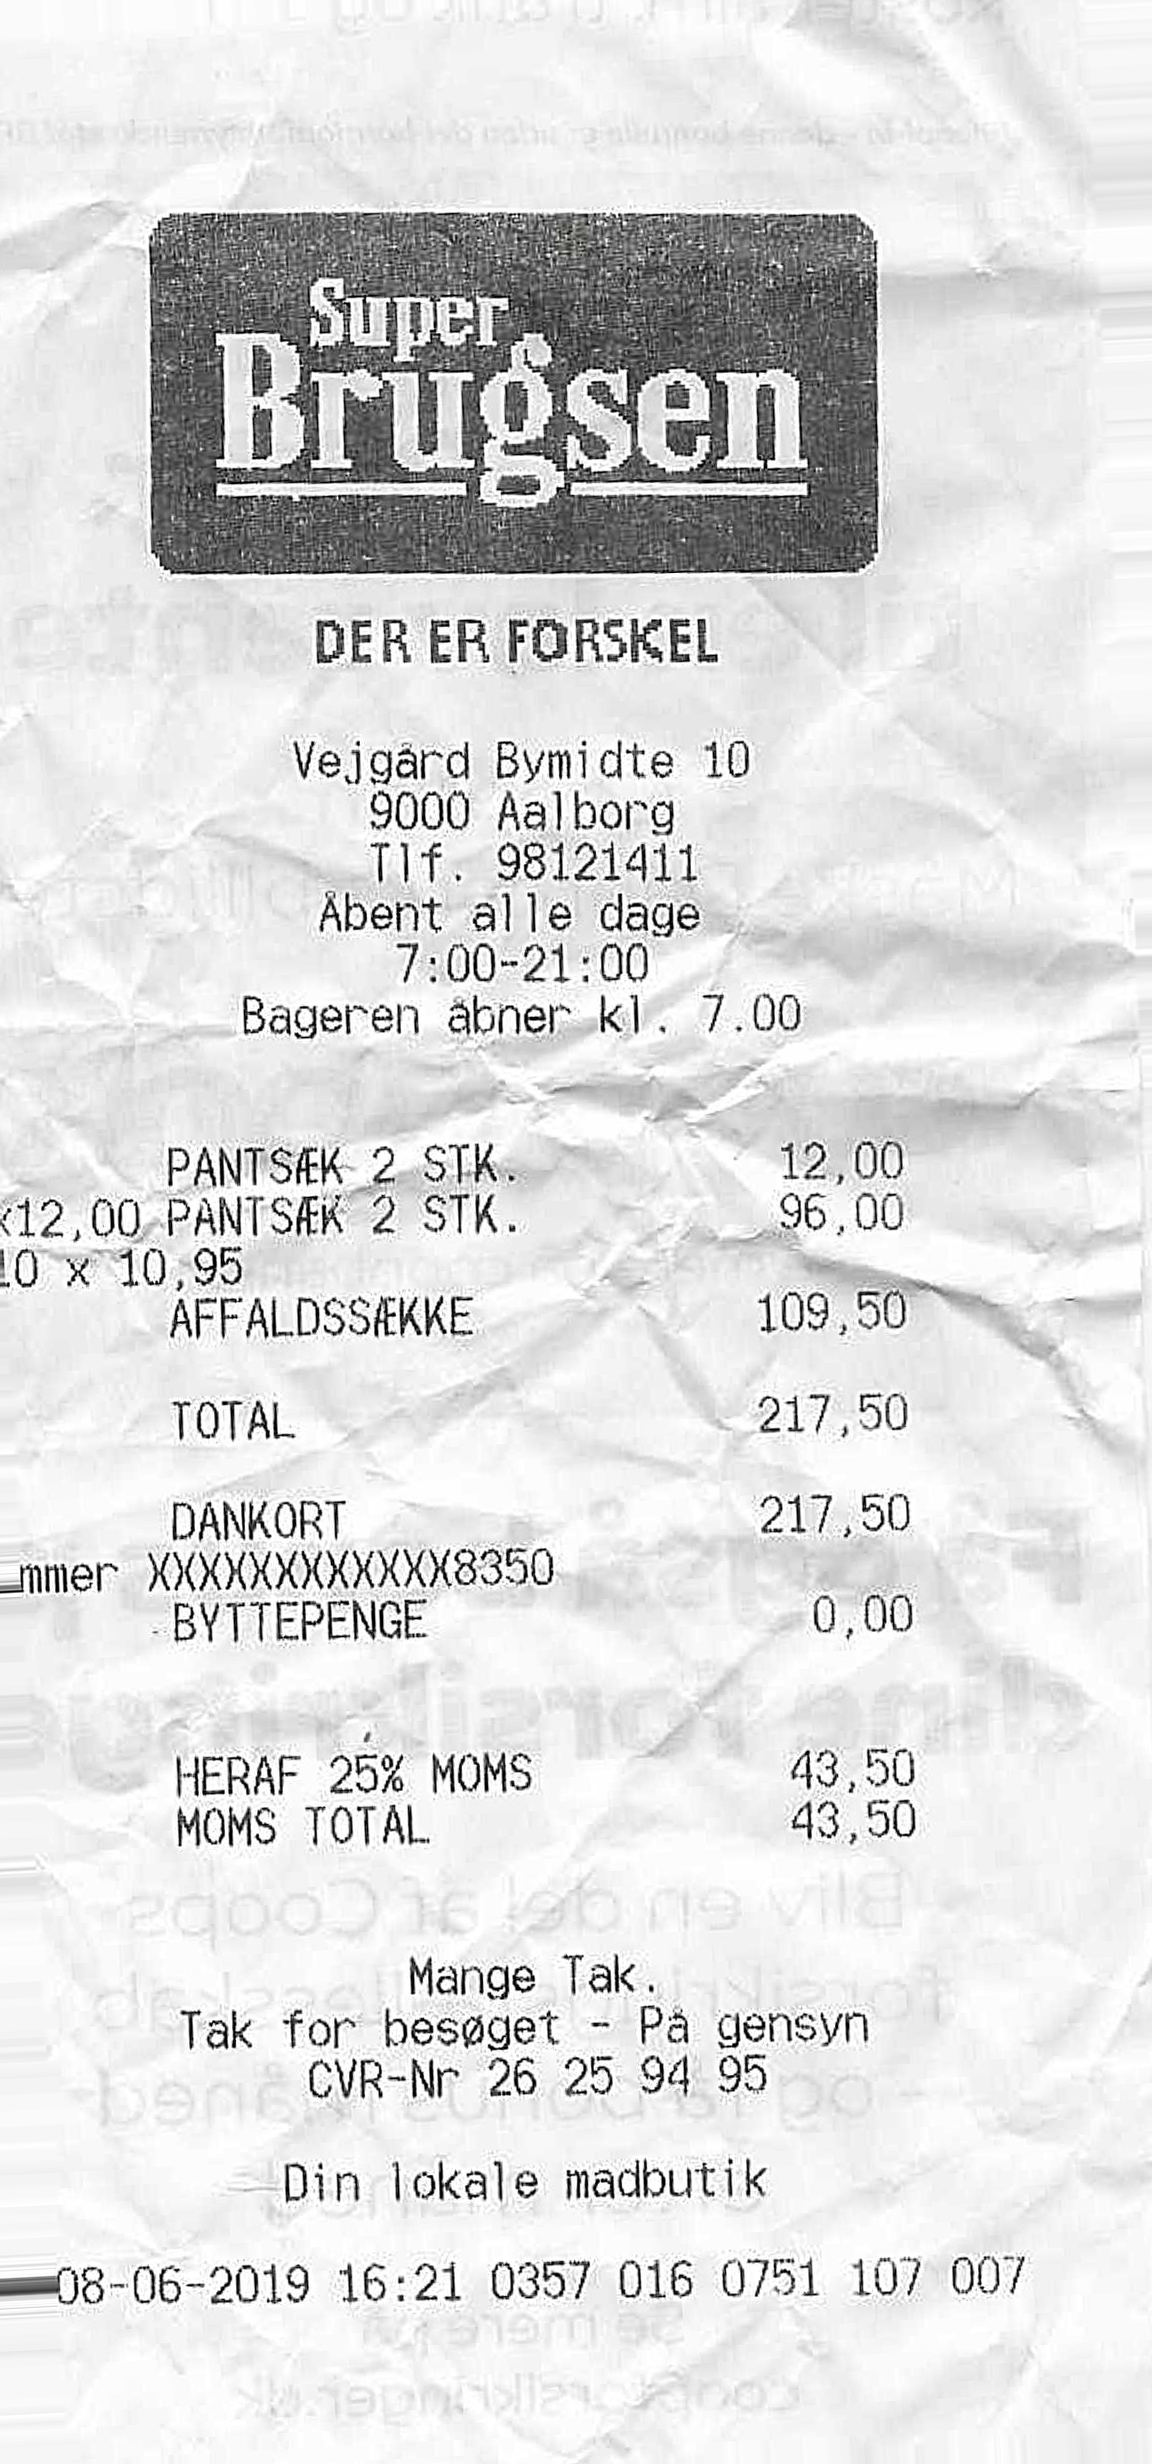 Super
Brugsen
DER ER FORSKEL
Vejgård Bymidte 10
9000 Aalborg
Tlf. 98121411
Åbent alle dage
7:00-21:00
Bageren åbner kl. 7.00
PANTSÆK 2 STK. 12,00
x12,00 PANTSÆK 2 STK. 96,00
10 x 10,95
AFFALDSSÆKKE 109,50
TOTAL 217,50
DANKORT 217,50
mmer XXXXXXXXXXXX8350
BYTTEPENGE 0,00
HERAF 25% MOMS 43,50
MOMS TOTAL 43,50
Mange Tak.
Tak for besøget - På gensyn
CVR-Nr 26 25 94 95
Din lokale madbutik
08-06-2019 16:21 0357 016 0751 107 007